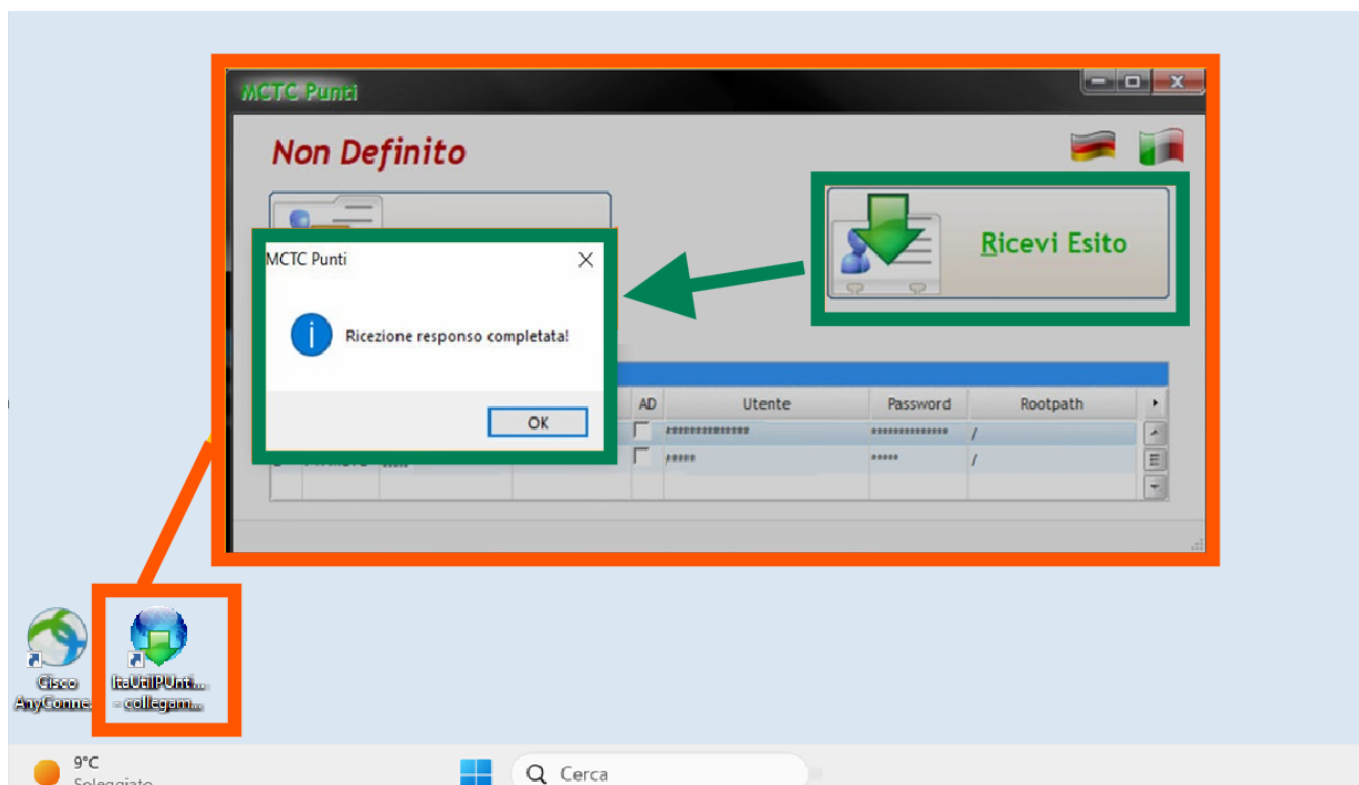 MCTC Punti
Non Definito
Ricevi Esito
MCTC Punti
Ricezione responso completata!
OK
AD Utente Password Rootpath
************** ************** /
***** ***** /
Cisco
AnyConne...
ItaUtilPUnt...
- collegam...
9°C
Soleggiato
Cerca